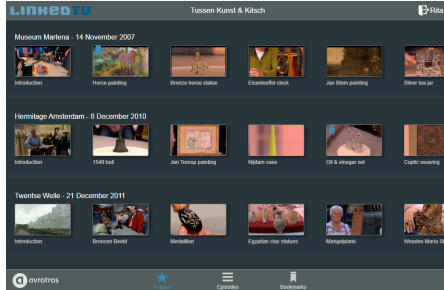 LINKEDTV
Tussen Kunst & Kitsch
Rita
Museum Martena - 14 November 2007
Introduction
Horse painting
Bronze horse statue
Eisenloeffel clock
Jan Blom painting
Silver tea jar
Hermitage Amsterdam - 8 December 2010
Introduction
1549 bell
Jan Toorop painting
Nijdam vase
Oil & vinegar set
Coptic weaving
Twentse Welle - 21 December 2011
Introduction
Bronzen Beeld
Medaillon
Egyptian clay statues
Mangelplank
Wooden Maria S
avrotros
Episodes
Bookmarks